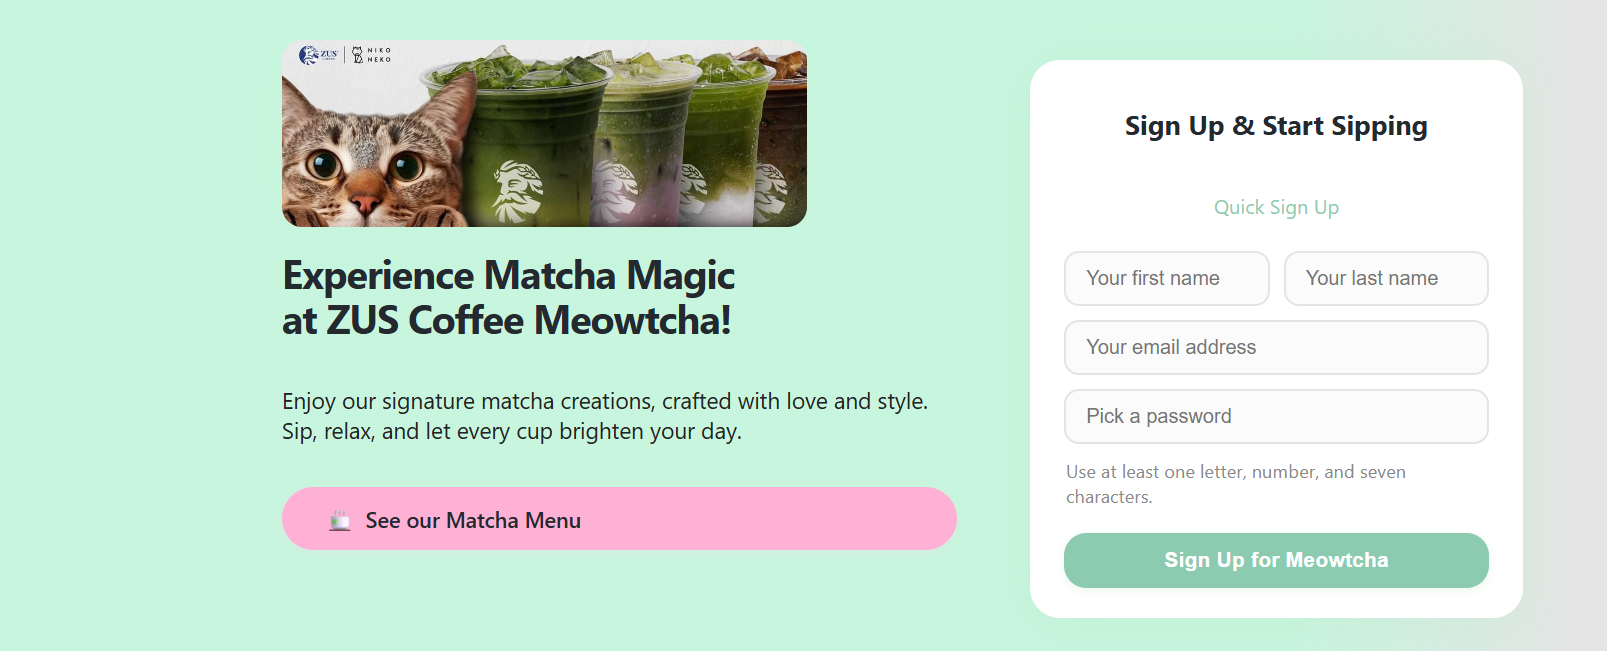 ZUS
COFFEE
NIKO
NEKO
Experience Matcha Magic
at ZUS Coffee Meowtcha!
Enjoy our signature matcha creations, crafted with love and style.
Sip, relax, and let every cup brighten your day.
See our Matcha Menu
Sign Up & Start Sipping
Quick Sign Up
Your first name
Your last name
Your email address
Pick a password
Use at least one letter, number, and seven
characters.
Sign Up for Meowtcha